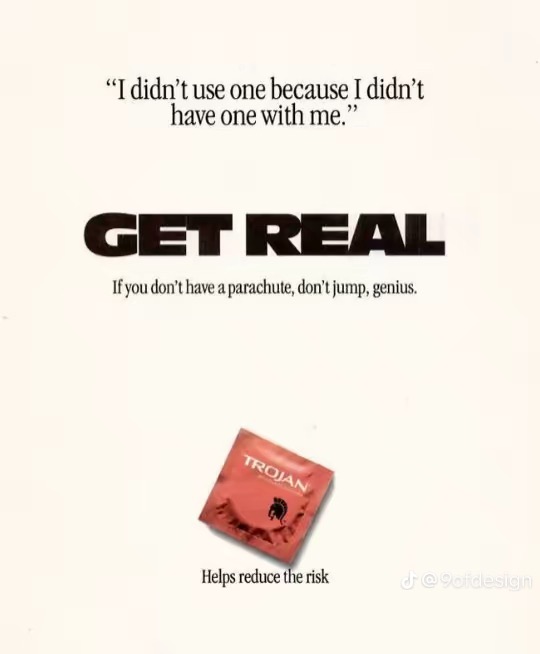 “I didn’t use one because I didn’t
have one with me.”
GET REAL
If you don’t have a parachute, don’t jump, genius.
TROJAN
Helps reduce the risk
@9ofdesign